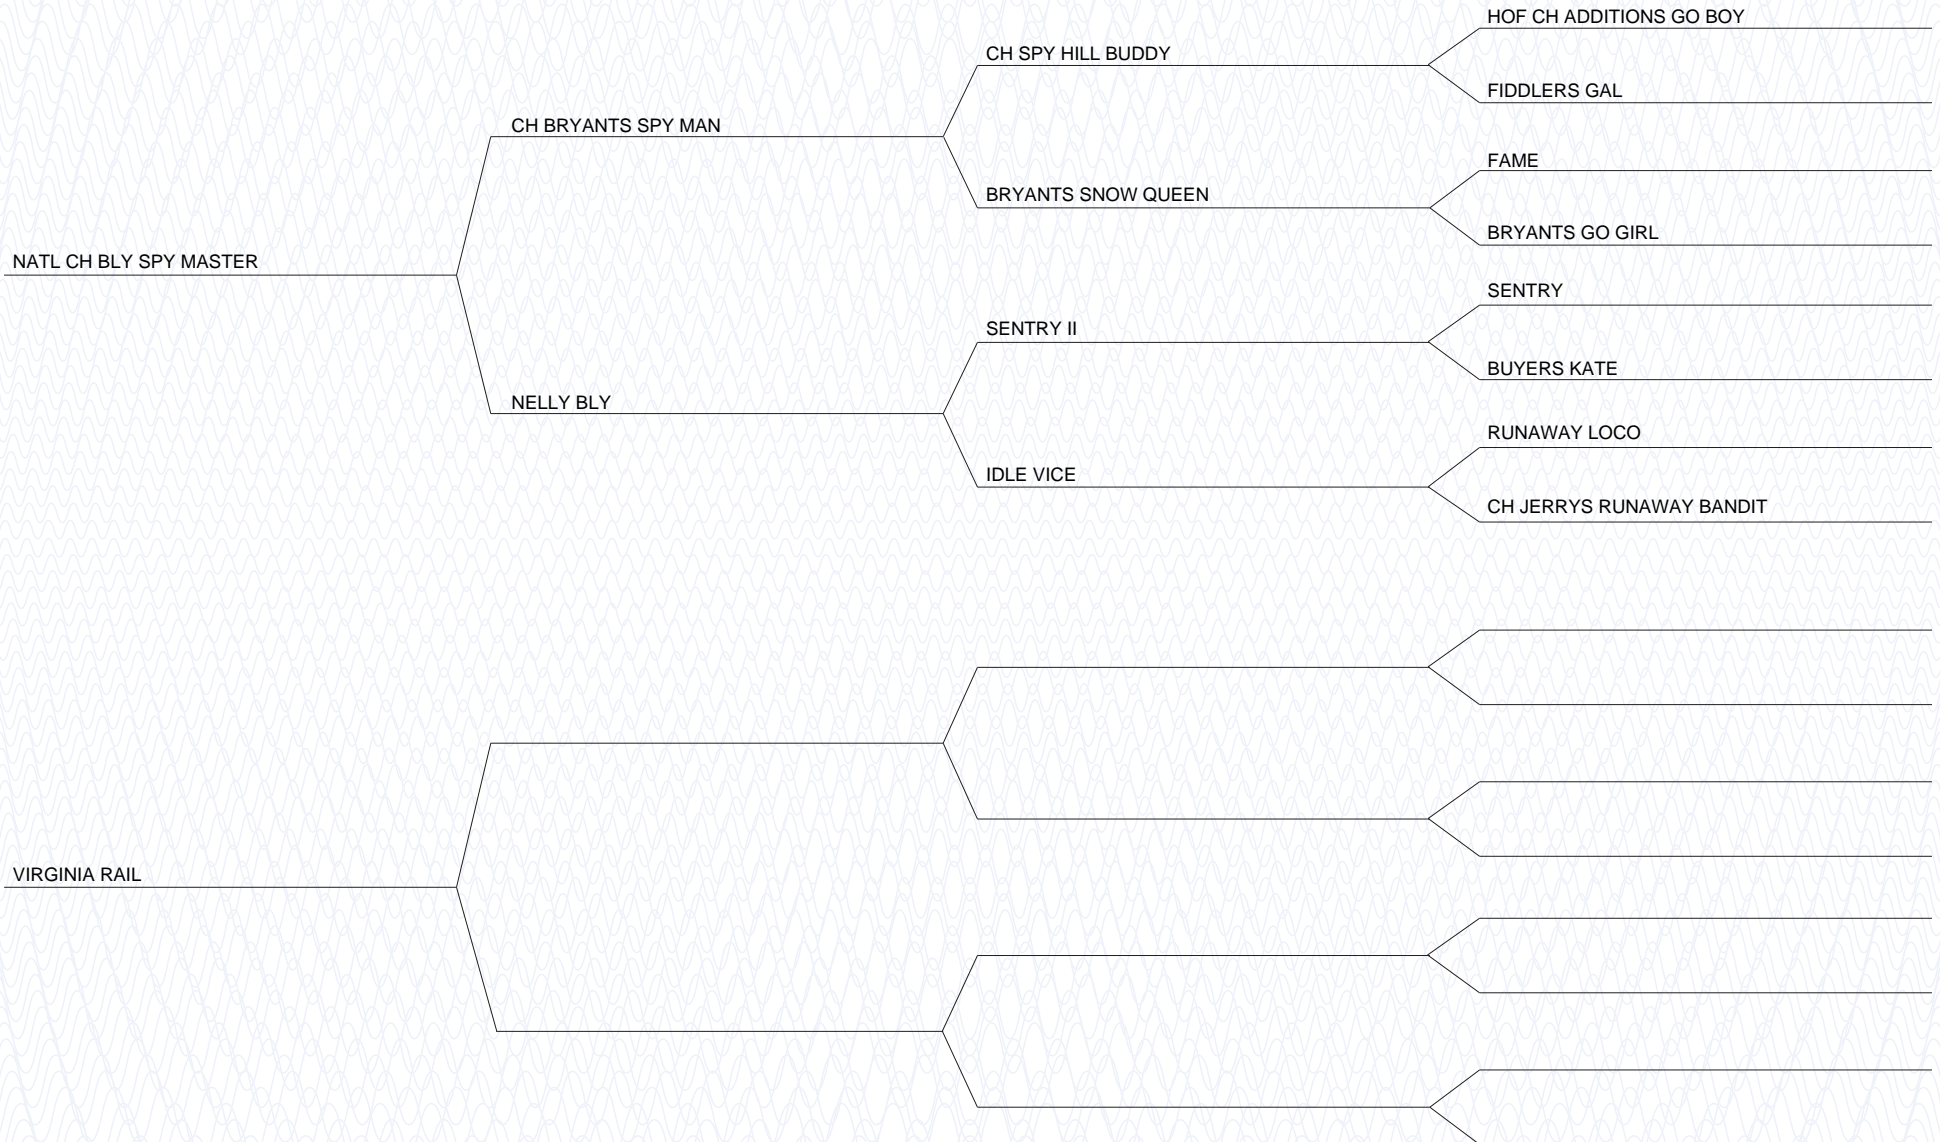 HOF CH ADDITIONS GO BOY
CH SPY HILL BUDDY
FIDDLERS GAL
CH BRYANTS SPY MAN
FAME
BRYANTS SNOW QUEEN
BRYANTS GO GIRL
NATL CH BLY SPY MASTER
SENTRY
SENTRY II
BUYERS KATE
NELLY BLY
RUNAWAY LOCO
IDLE VICE
CH JERRYS RUNAWAY BANDIT
VIRGINIA RAIL